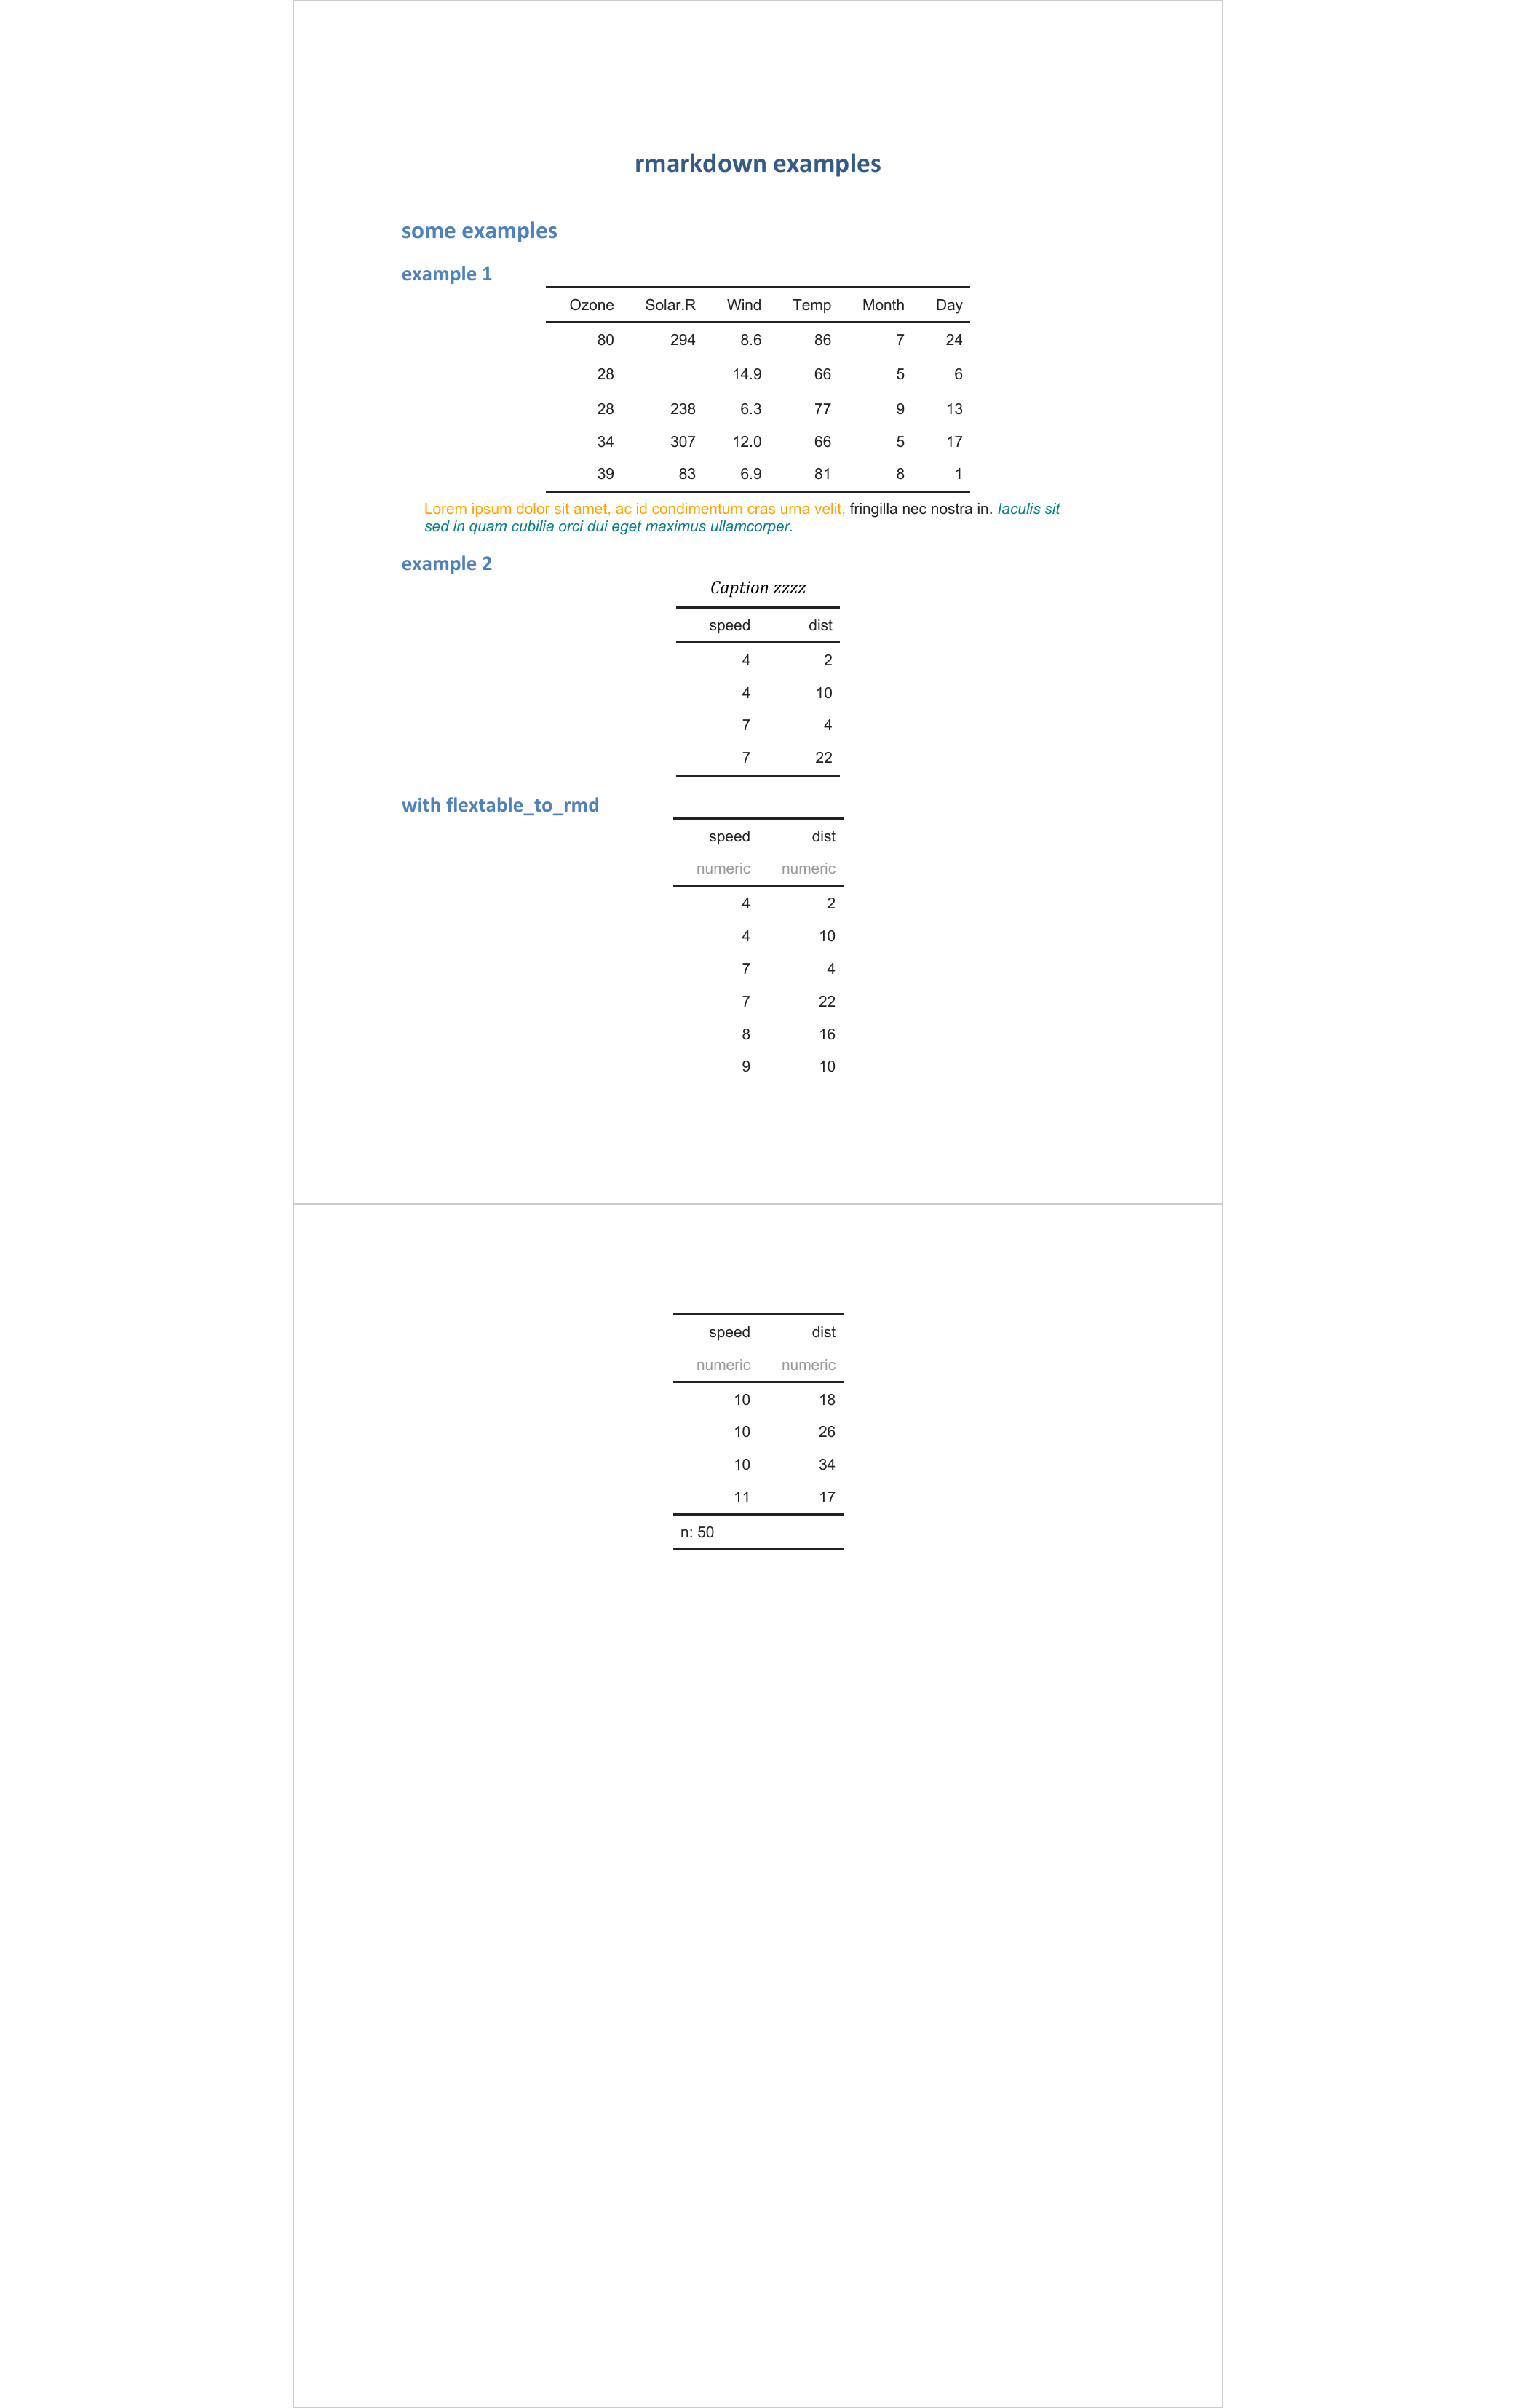 rmarkdown examples
some examples
example 1
Ozone Solar.R Wind Temp Month Day
80 294 8.6 86 7 24
28 14.9 66 5 6
28 238 6.3 77 9 13
34 307 12.0 66 5 17
39 83 6.9 81 8 1
Lorem ipsum dolor sit amet, ac id condimentum cras urna velit, fringilla nec nostra in. Iaculis sit
sed in quam cubilia orci dui eget maximus ullamcorper.
example 2
Caption zzzz
speed dist
4 2
4 10
7 4
7 22
with flextable_to_rmd
speed dist
numeric numeric
4 2
4 10
7 4
7 22
8 16
9 10
speed dist
numeric numeric
10 18
10 26
10 34
11 17
n: 50